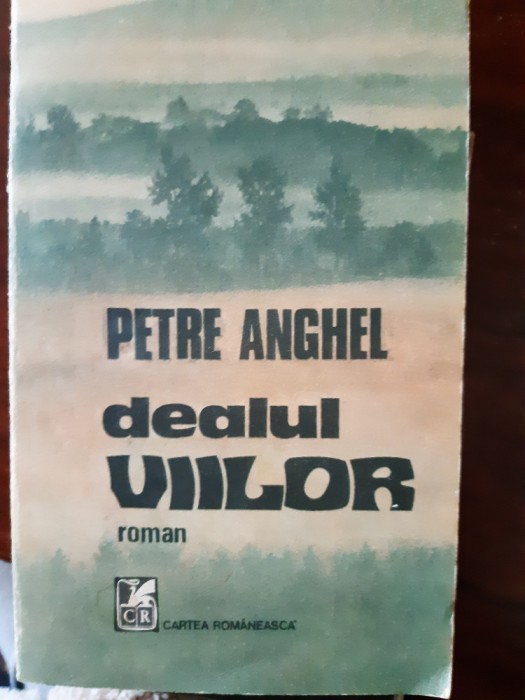 PETRE ANGHEL
dealul
VIILOR
roman
CR
CARTEA ROMÂNEASCĂ